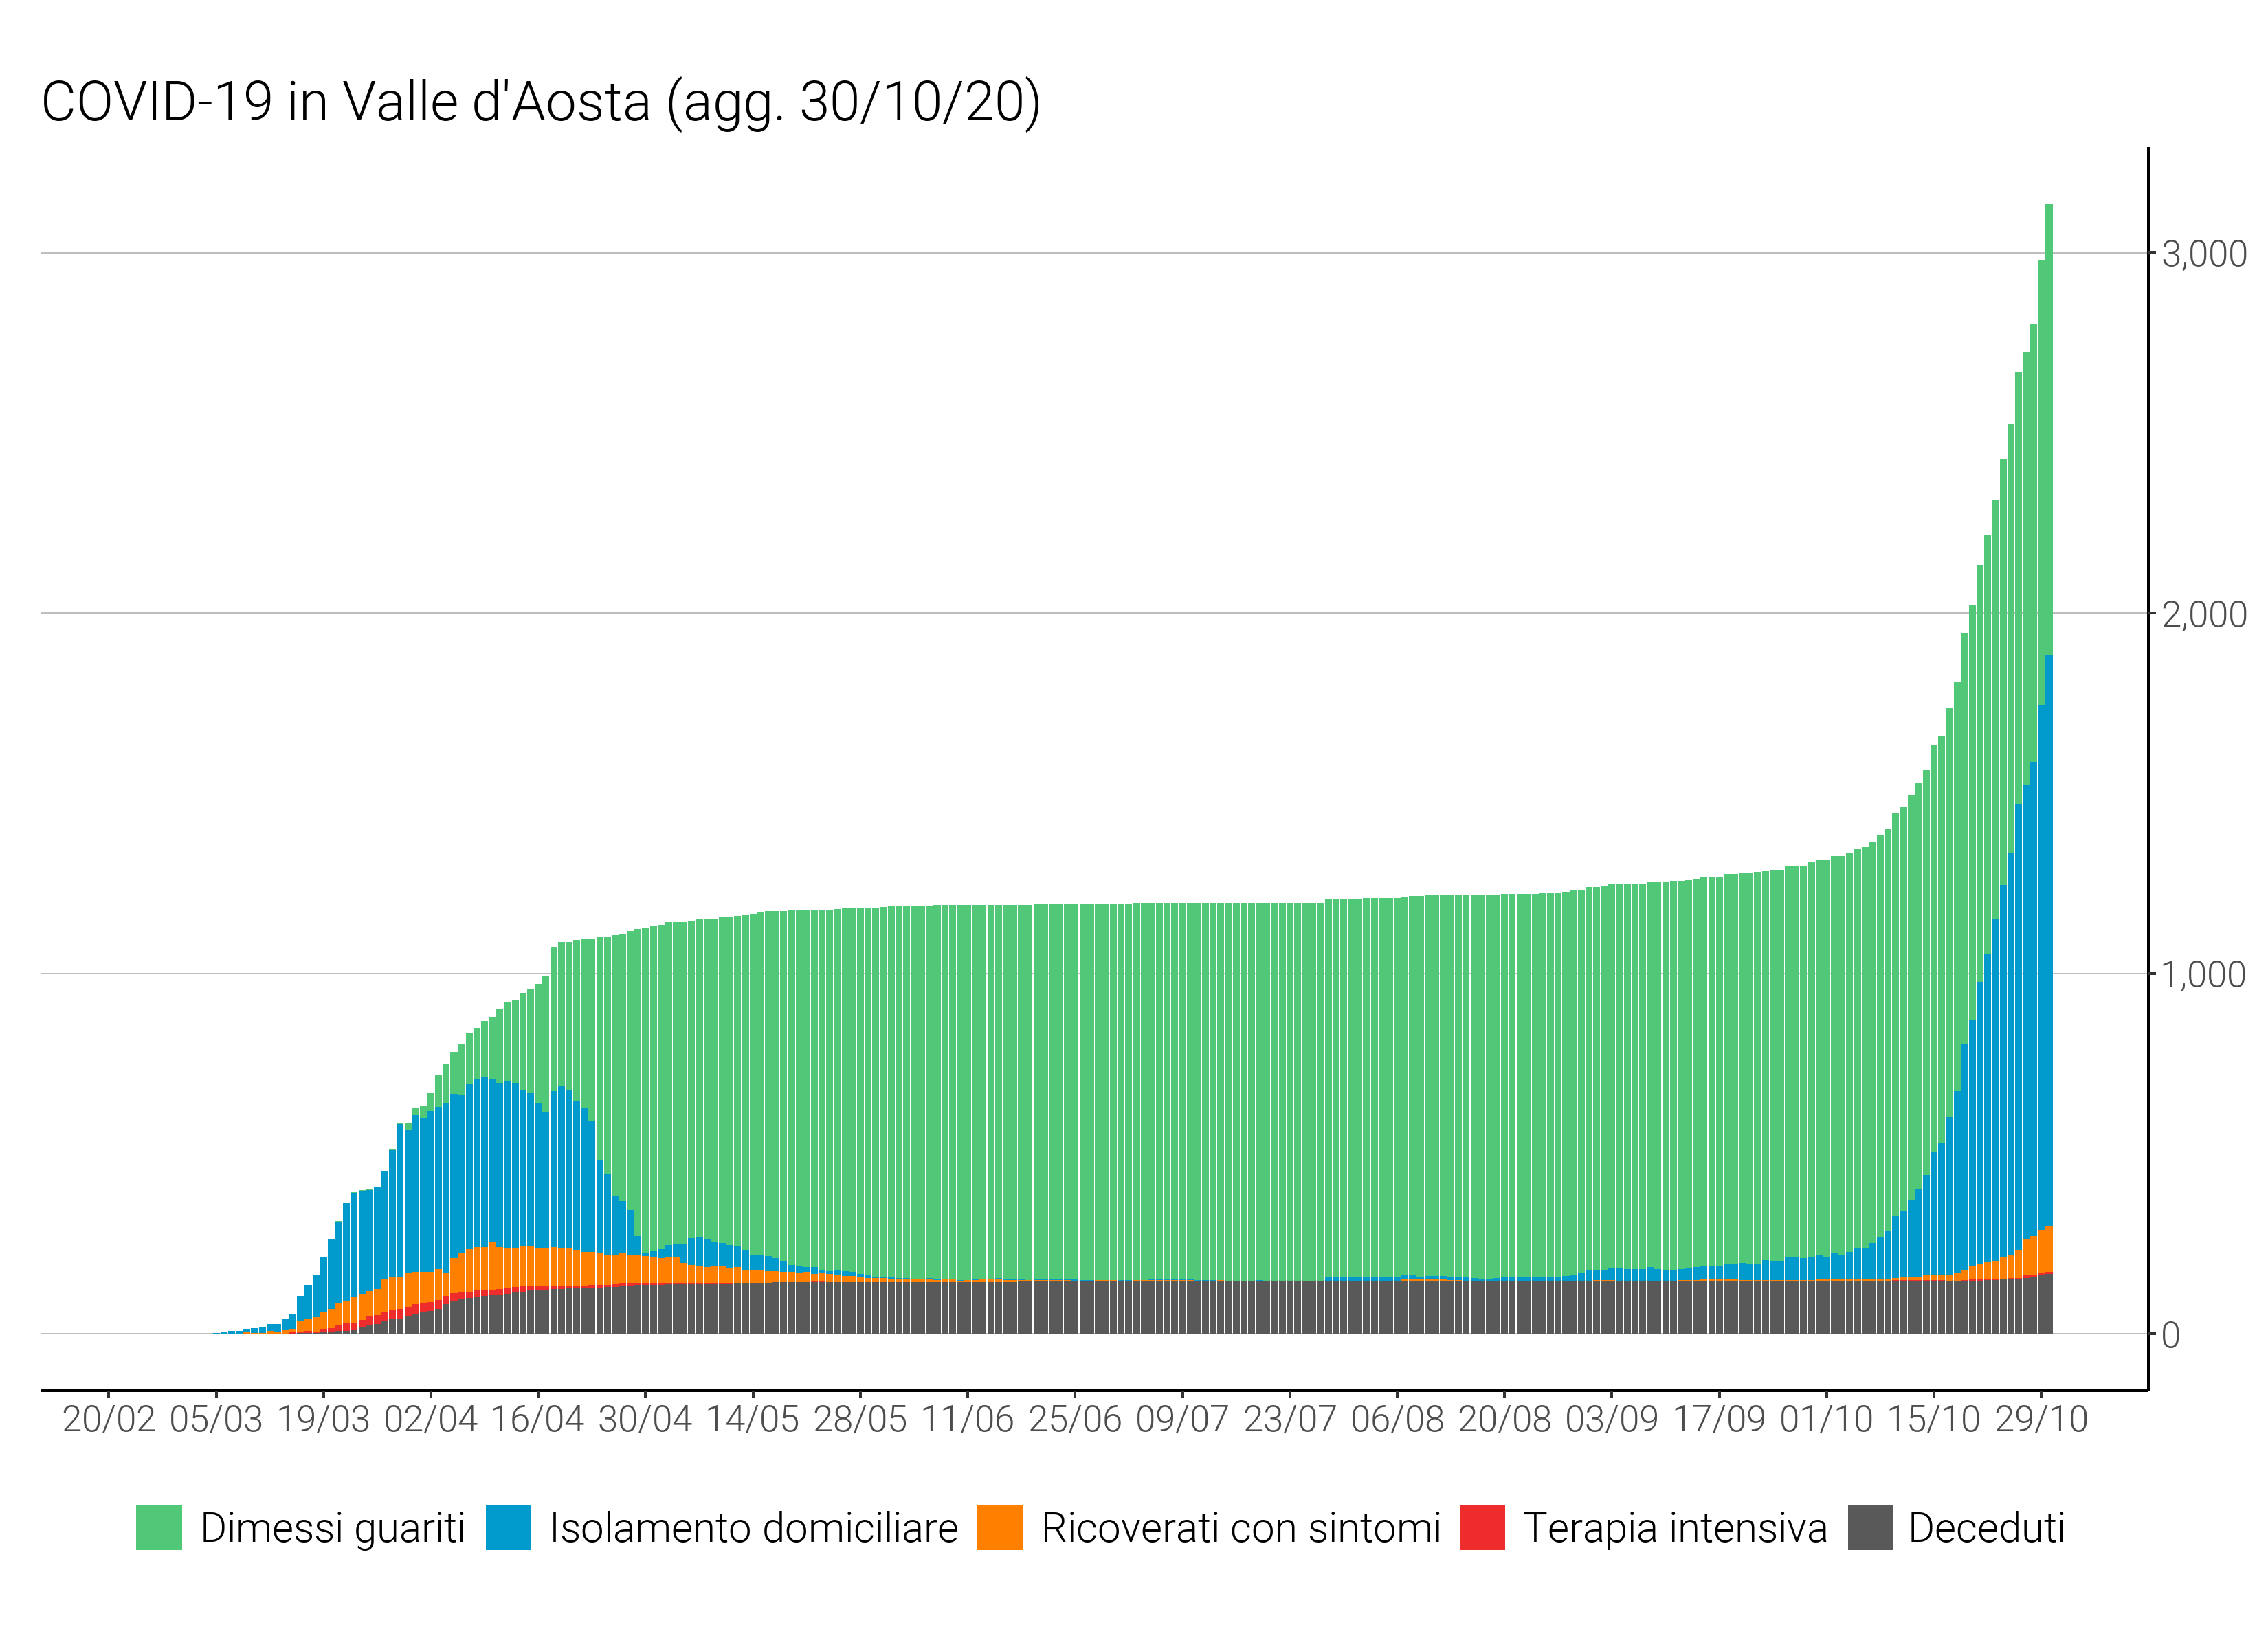 COVID-19 in Valle d'Aosta (agg. 30/10/20)
3,000
2,000
1,000
0
20/02 05/03 19/03 02/04 16/04 30/04 14/05 28/05 11/06 25/06 09/07 23/07 06/08 20/08 03/09 17/09 01/10 15/10 29/10
Dimessi guariti Isolamento domiciliare Ricoverati con sintomi Terapia intensiva Deceduti